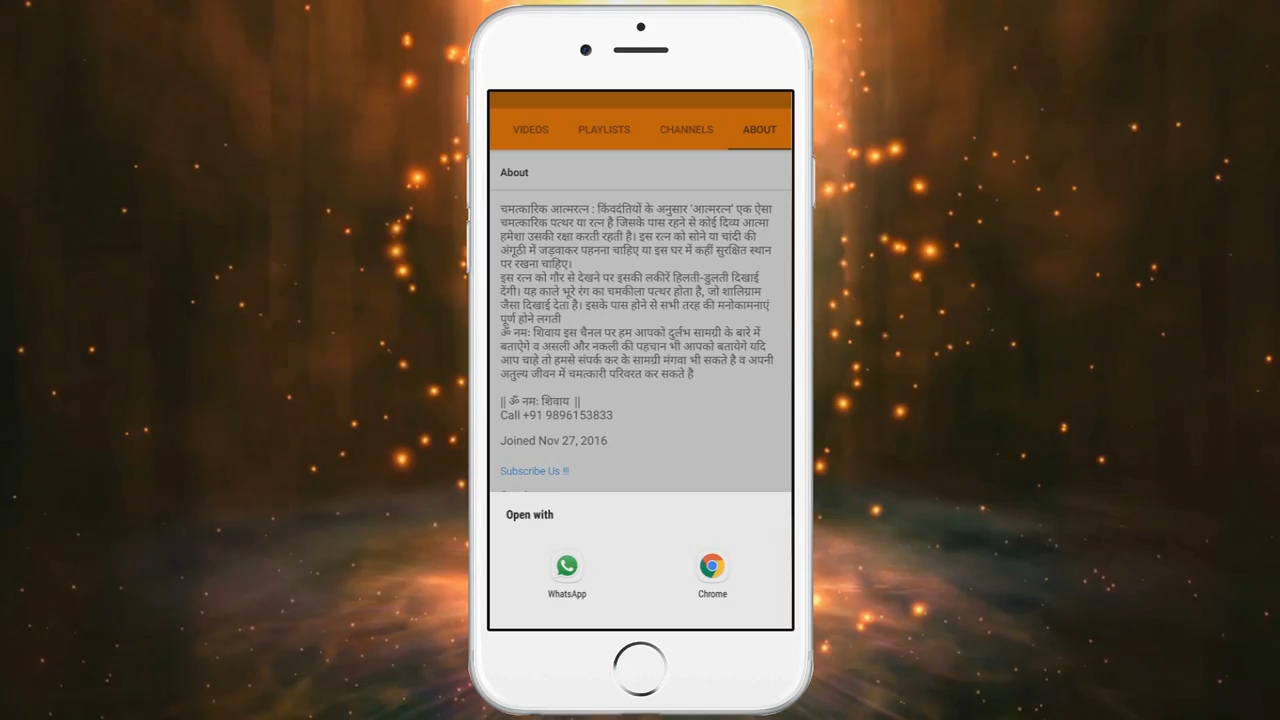 VIDEOS PLAYLISTS CHANNELS ABOUT
About
चमत्कारिक आत्मरत्न : किंवदंतियों के अनुसार 'आत्मरत्न' एक ऐसा
चमत्कारिक पत्थर या रत्न है जिसके पास रहने से कोई दिव्य आत्मा
हमेशा उसकी रक्षा करती रहती है। इस रत्न को सोने या चांदी की
अंगूठी में जड़वाकर पहनना चाहिए या इस घर में कहीं सुरक्षित स्थान
पर रखना चाहिए।
इस रत्न को गौर से देखने पर इसकी लकीरें हिलती-डुलती दिखाई
देंगी। यह काले भूरे रंग का चमकीला पत्थर होता है, जो शालिग्राम
जैसा दिखाई देता है। इसके पास होने से सभी तरह की मनोकामनाएं
पूर्ण होने लगती
ॐ नमः शिवाय इस चैनल पर हम आपको दुर्लभ सामग्री के बारे में
बताऐगे व असली और नकली की पहचान भी आपको बतायेगे यदि
आप चाहे तो हमसे संपर्क कर के सामग्री मंगवा भी सकते है व अपनी
अतुल्य जीवन में चमत्कारी परिवरत कर सकते है
|| ॐ नमः शिवाय ||
Call +91 9896153833
Joined Nov 27, 2016
Subscribe Us !!!
Open with
WhatsApp Chrome